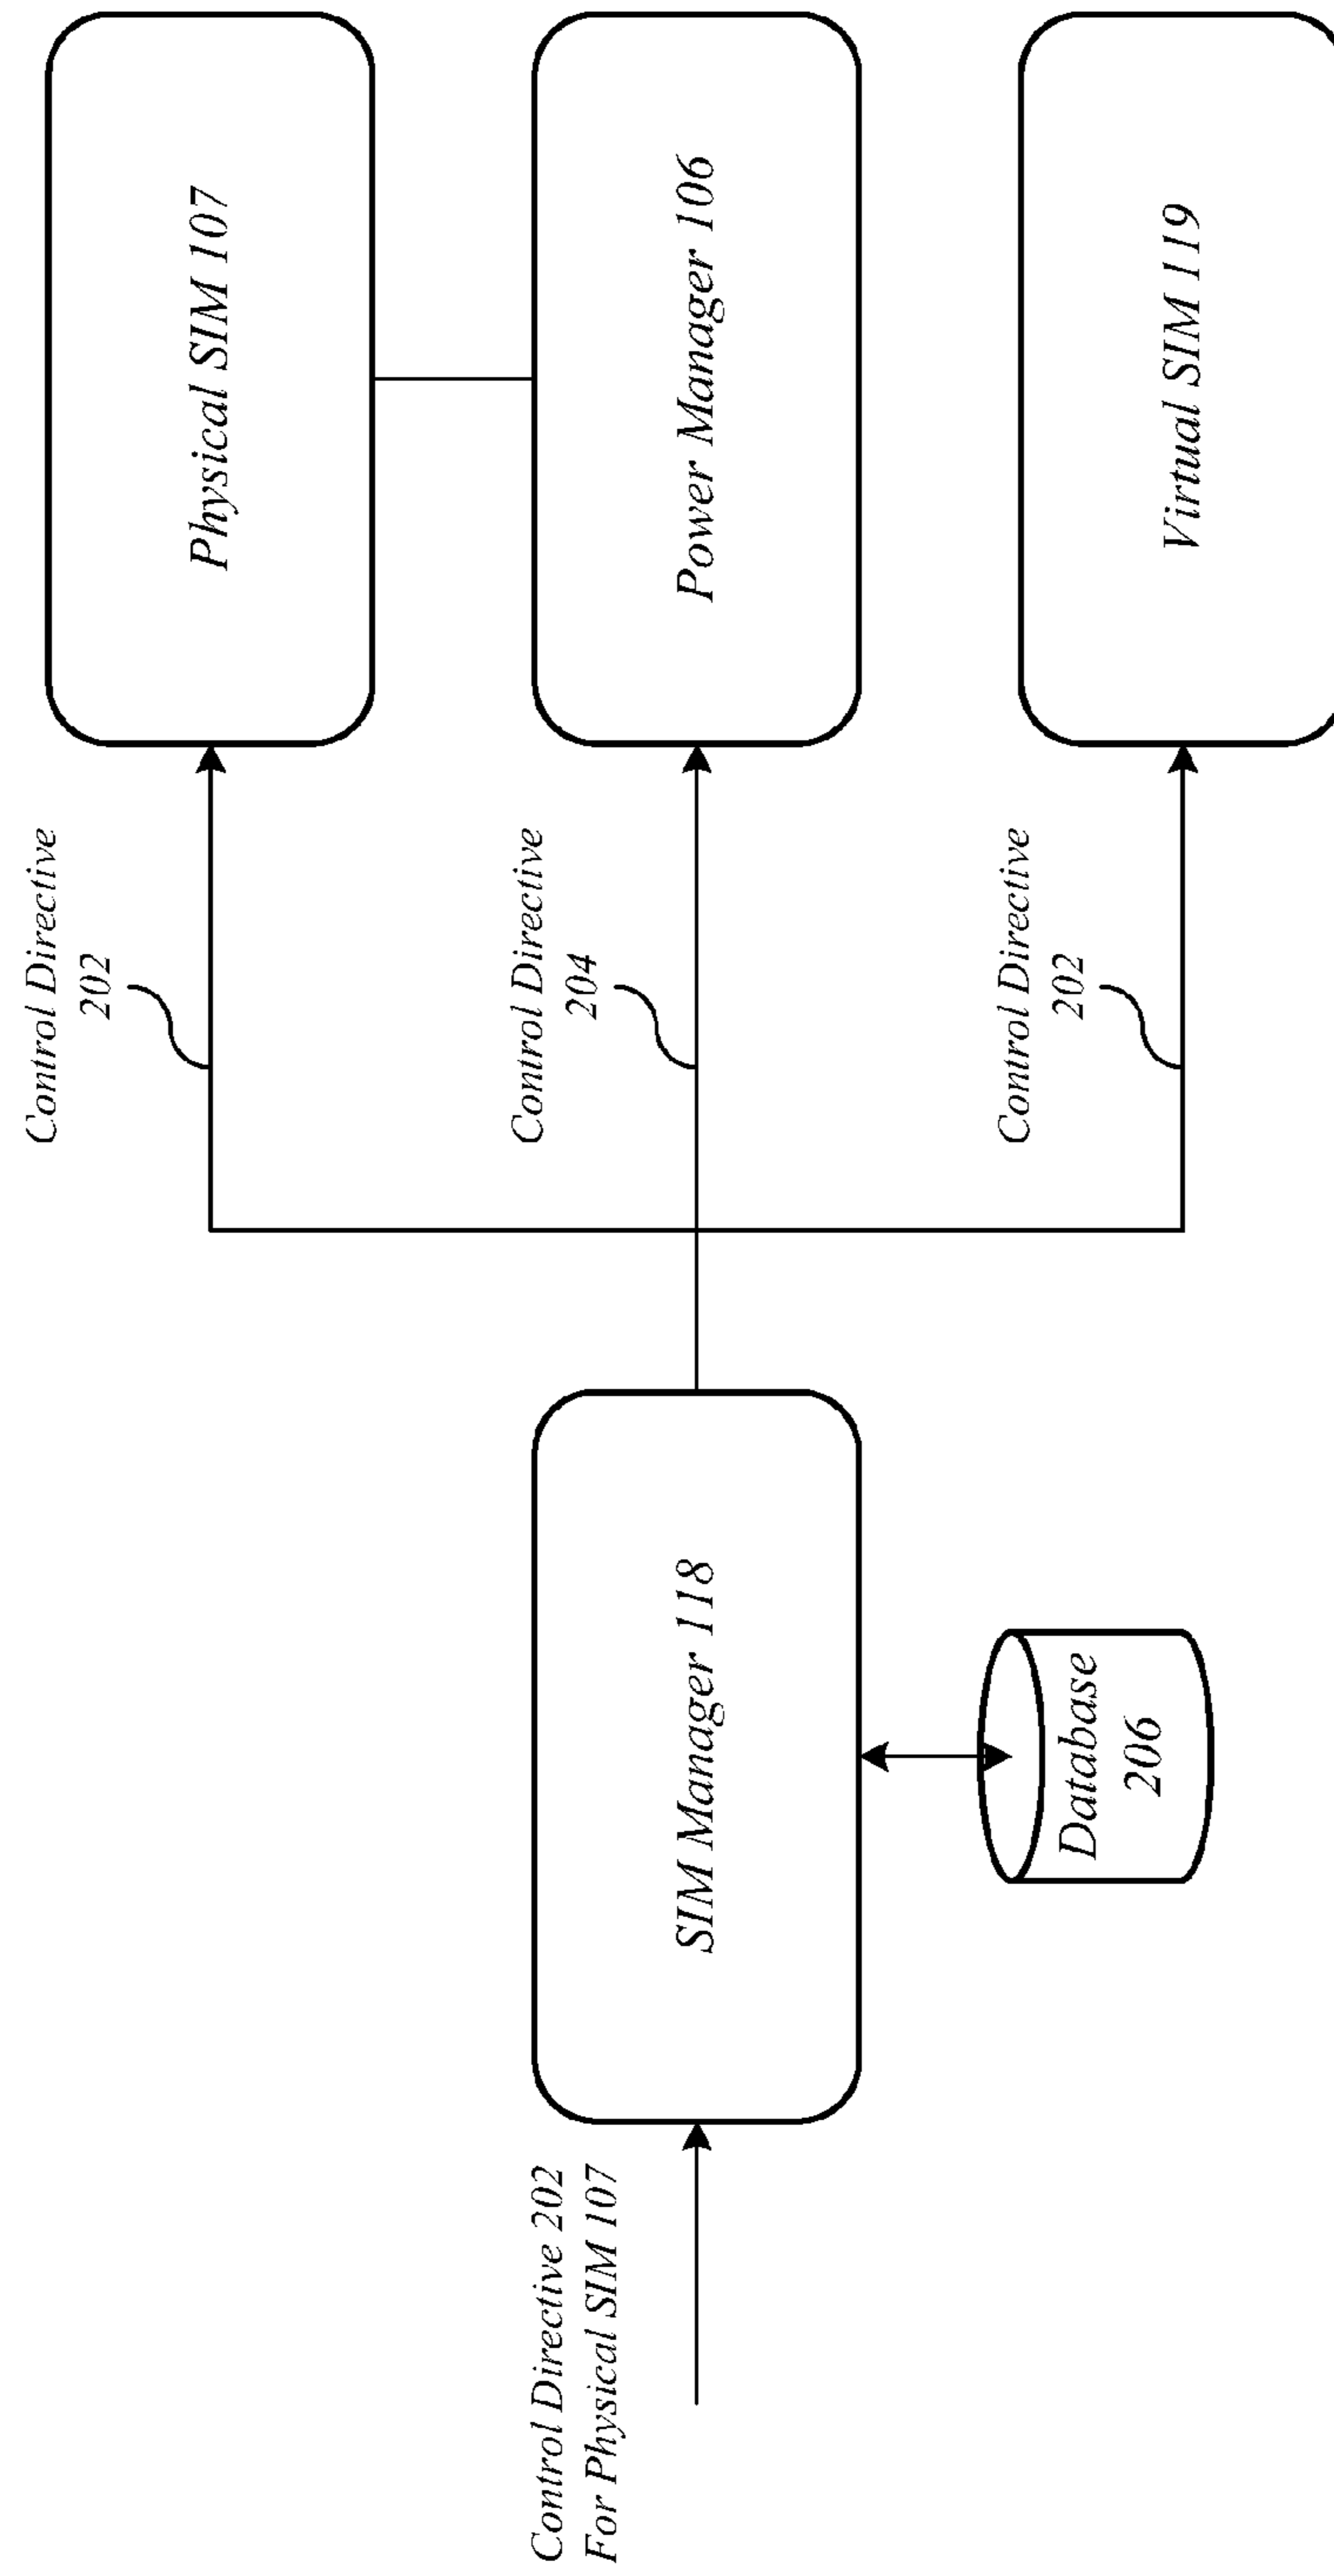 Control Directive 202
For Physical SIM 107
SIM Manager 118
Database
206
Control Directive
202
Physical SIM 107
Control Directive
204
Power Manager 106
Control Directive
202
Virtual SIM 119